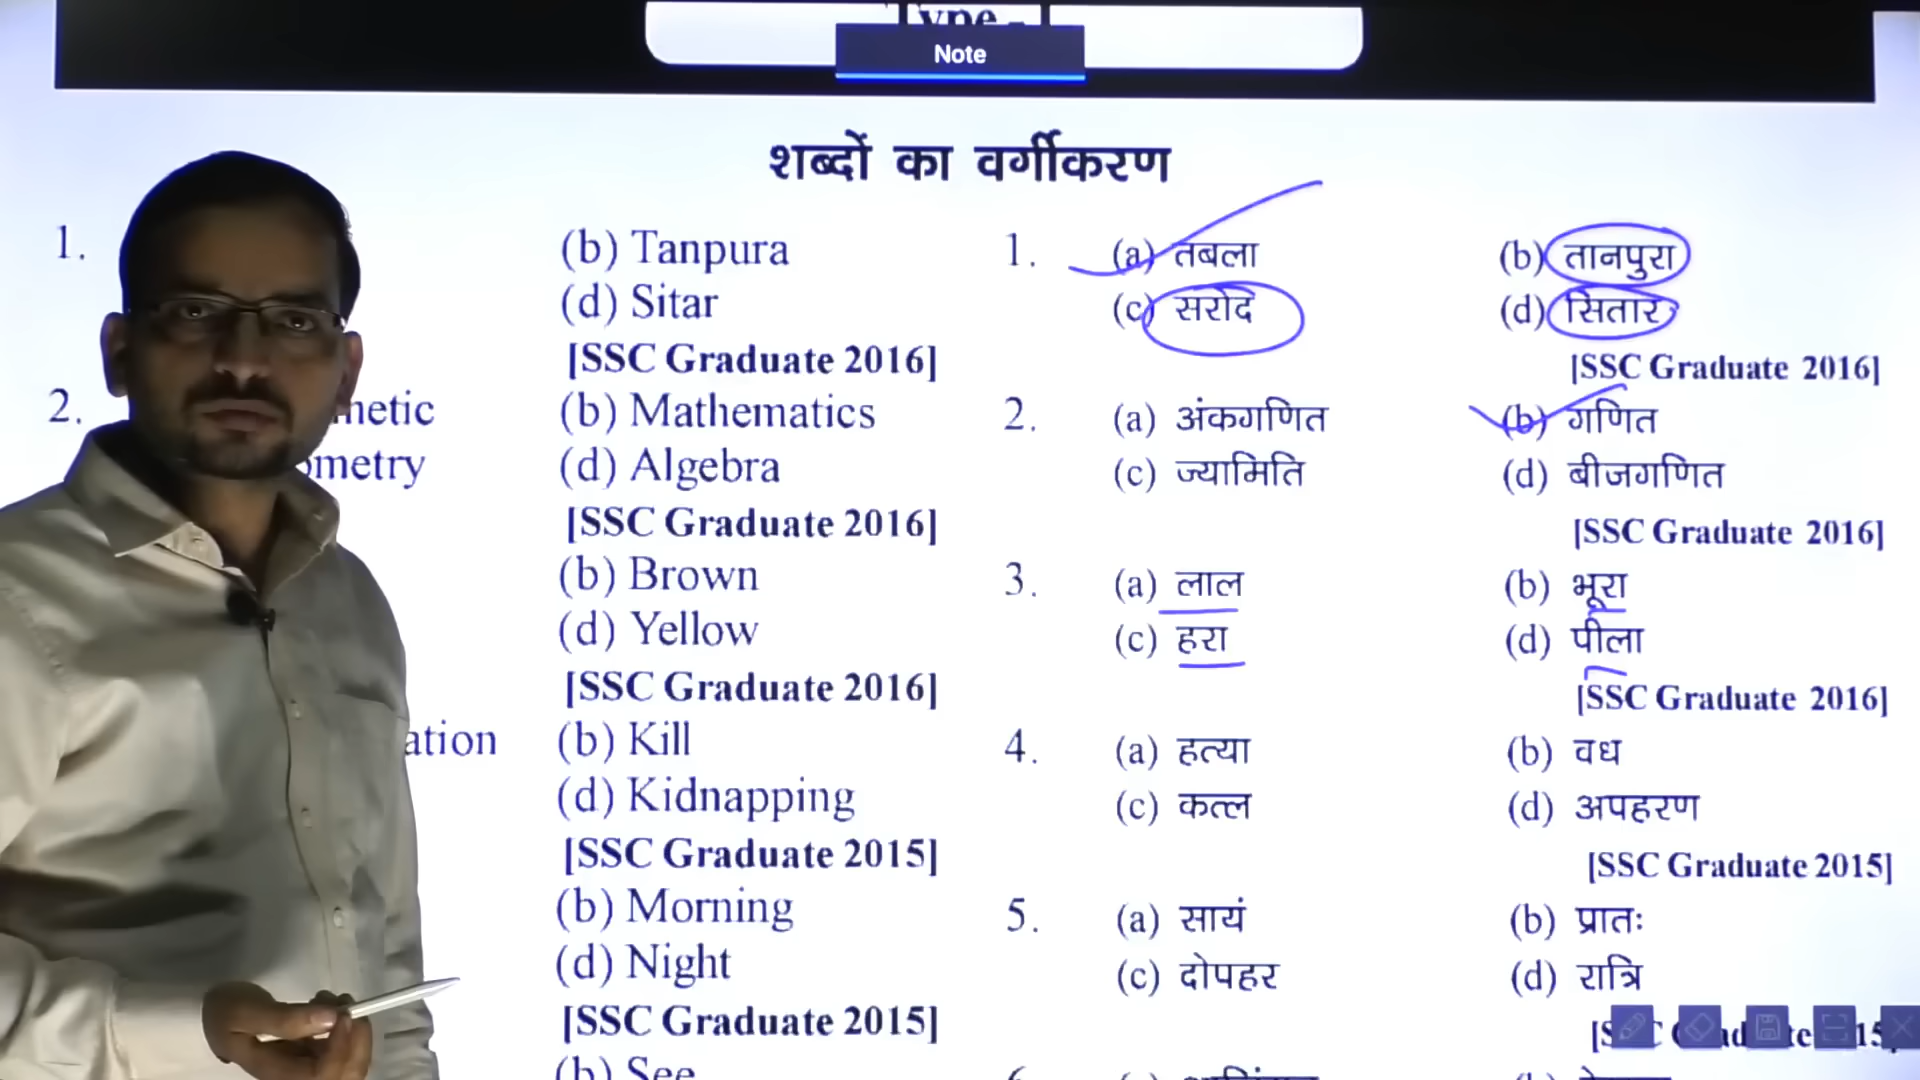 Type - I
Note
शब्दों का वर्गीकरण
1. (b) Tanpura 1. (a) तबला (b) तानपुरा
(d) Sitar (c) सरोद (d) सितार
[SSC Graduate 2016] [SSC Graduate 2016]
2. metic (b) Mathematics 2. (a) अंकगणित (b) गणित
ometry (d) Algebra (c) ज्यामिति (d) बीजगणित
[SSC Graduate 2016] [SSC Graduate 2016]
(b) Brown 3. (a) लाल (b) भूरा
(d) Yellow (c) हरा (d) पीला
[SSC Graduate 2016] [SSC Graduate 2016]
ation (b) Kill 4. (a) हत्या (b) वध
(d) Kidnapping (c) कत्ल (d) अपहरण
[SSC Graduate 2015] [SSC Graduate 2015]
(b) Morning 5. (a) सायं (b) प्रातः
(d) Night (c) दोपहर (d) रात्रि
[SSC Graduate 2015]
(b) See